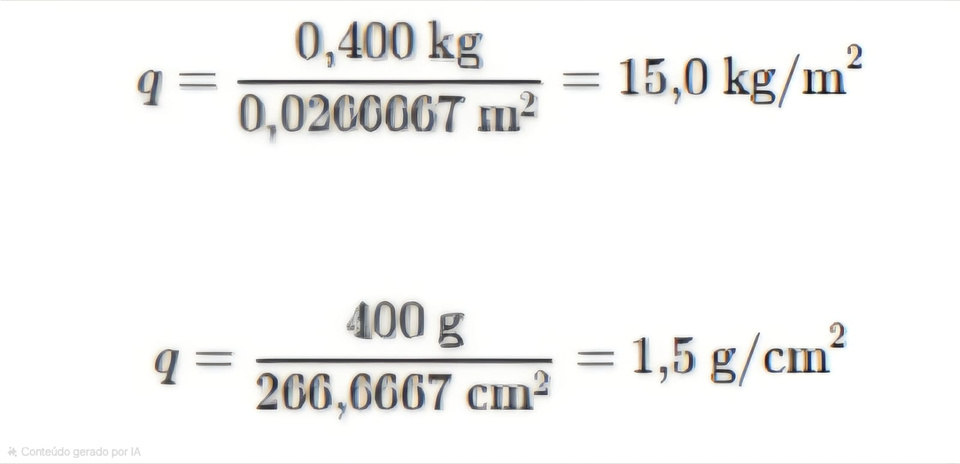 q = 0,400 kg / 0,0200067 m² = 15,0 kg/m²
q = 400 g / 266,6667 cm² = 1,5 g/cm²
Conteúdo gerado por IA